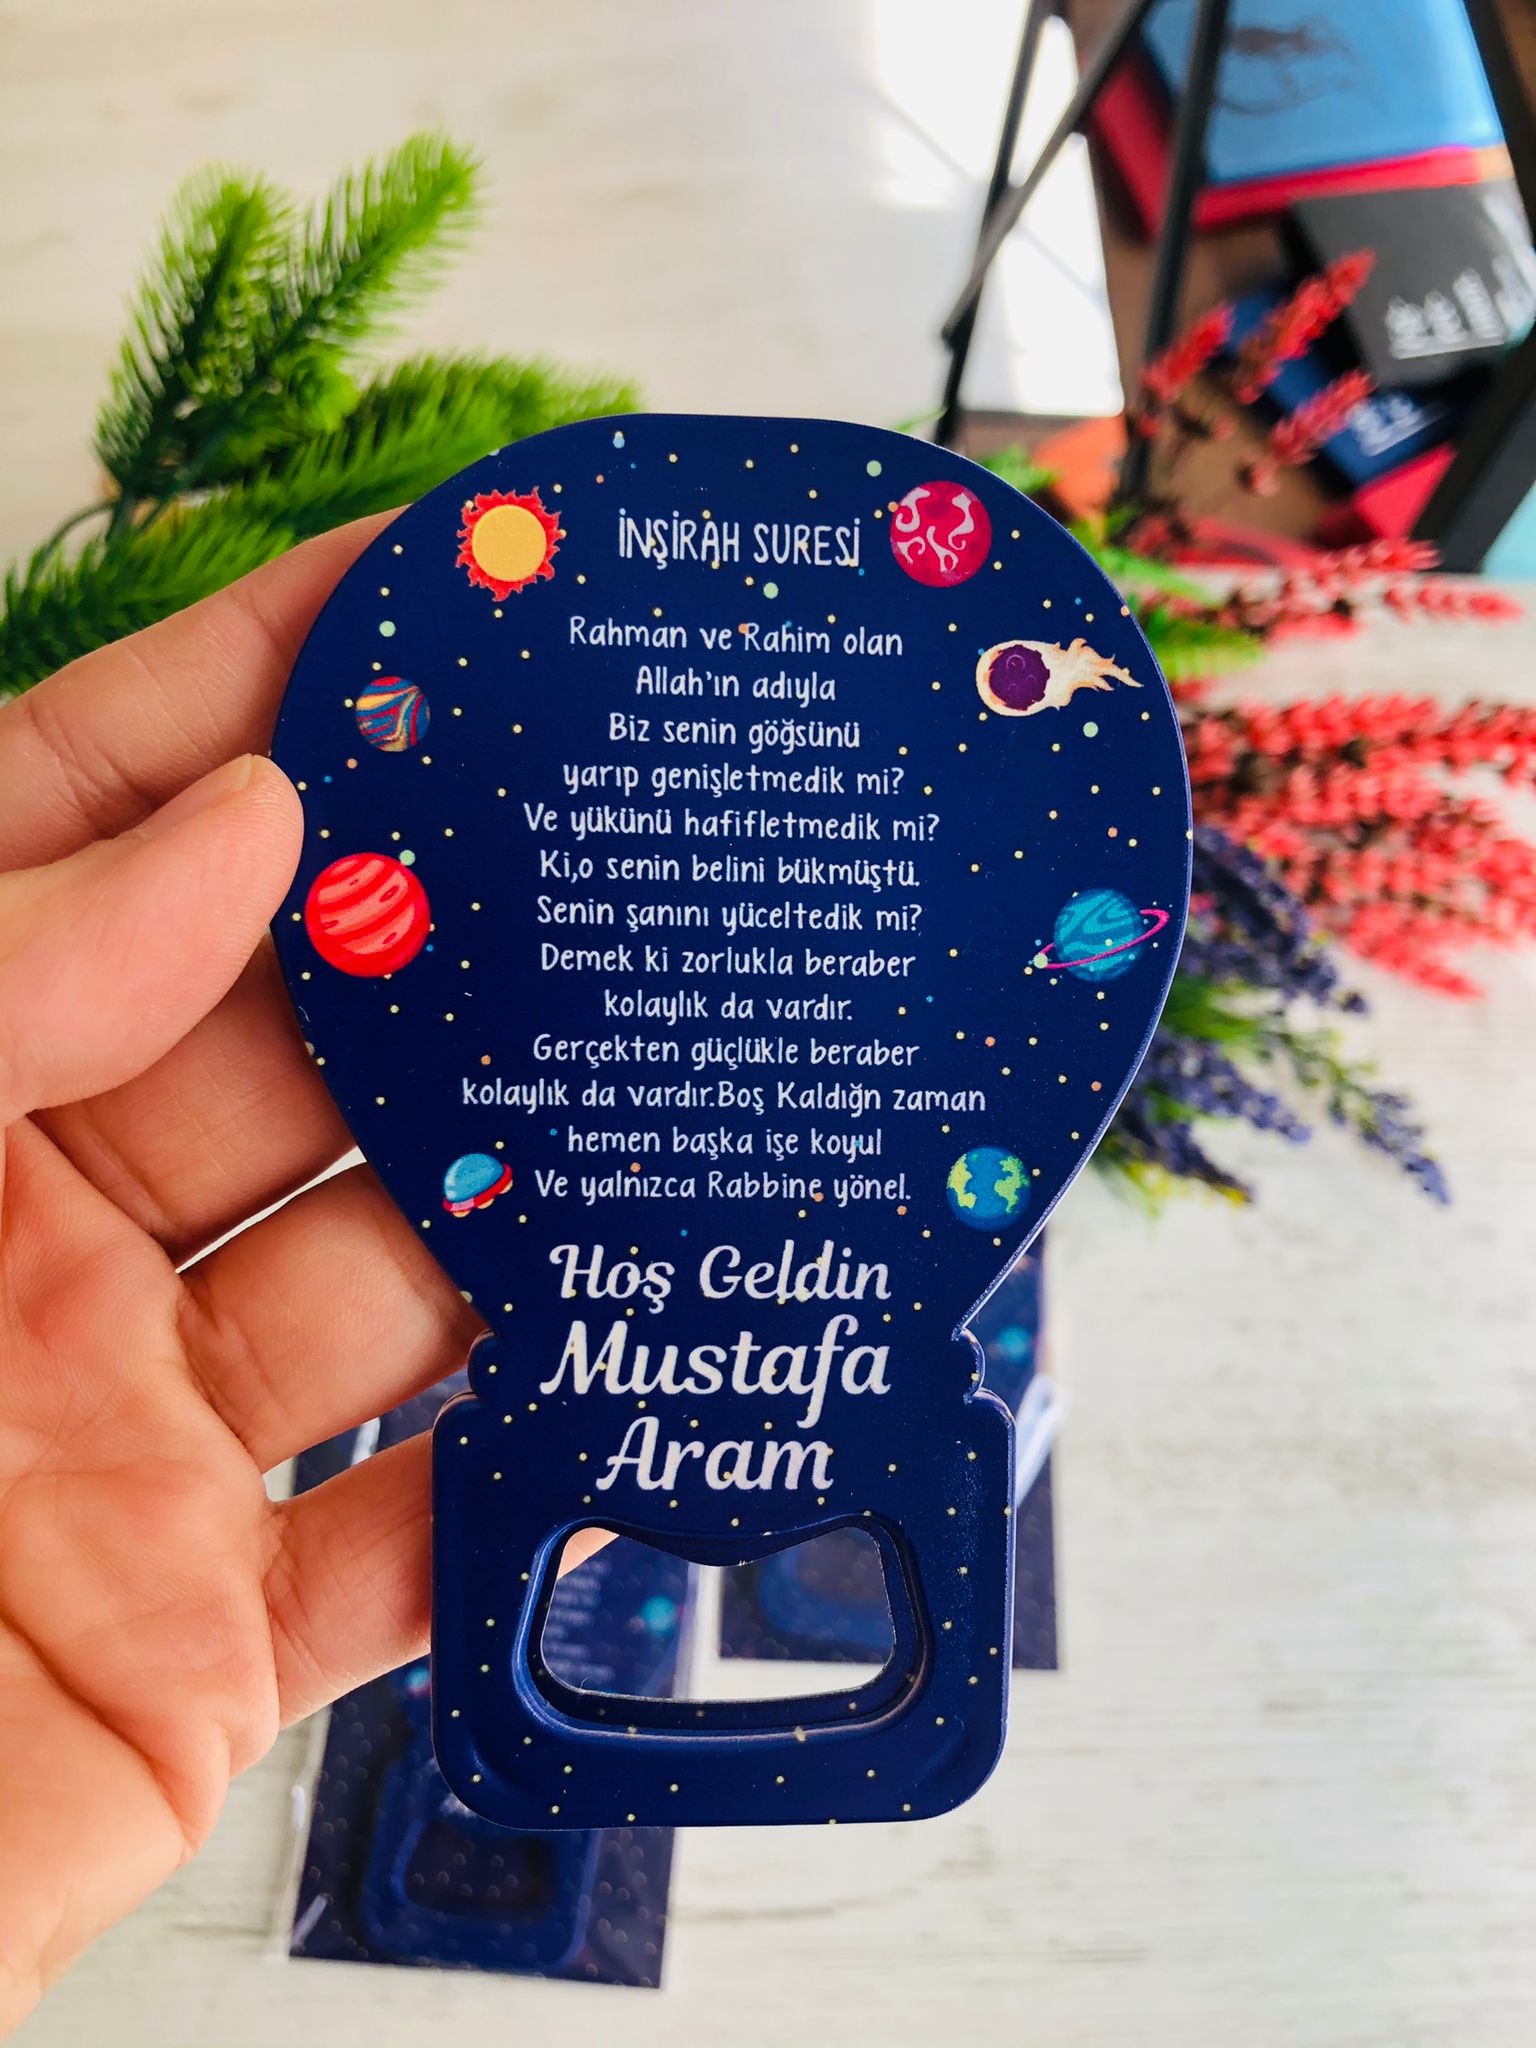 İNŞİRAH SURESİ
Rahman ve Rahim olan
Allah'ın adıyla
Biz senin göğsünü
yarıp genişletmedik mi?
Ve yükünü hafifletmedik mi?
Ki,o senin belini bükmüştü.
Senin şanını yüceltedik mi?
Demek ki zorlukla beraber
kolaylık da vardır.
Gerçekten güçlükle beraber
kolaylık da vardır.Boş Kaldığn zaman
hemen başka işe koyul
Ve yalnızca Rabbine yönel.
Hoş Geldin
Mustafa
Aram